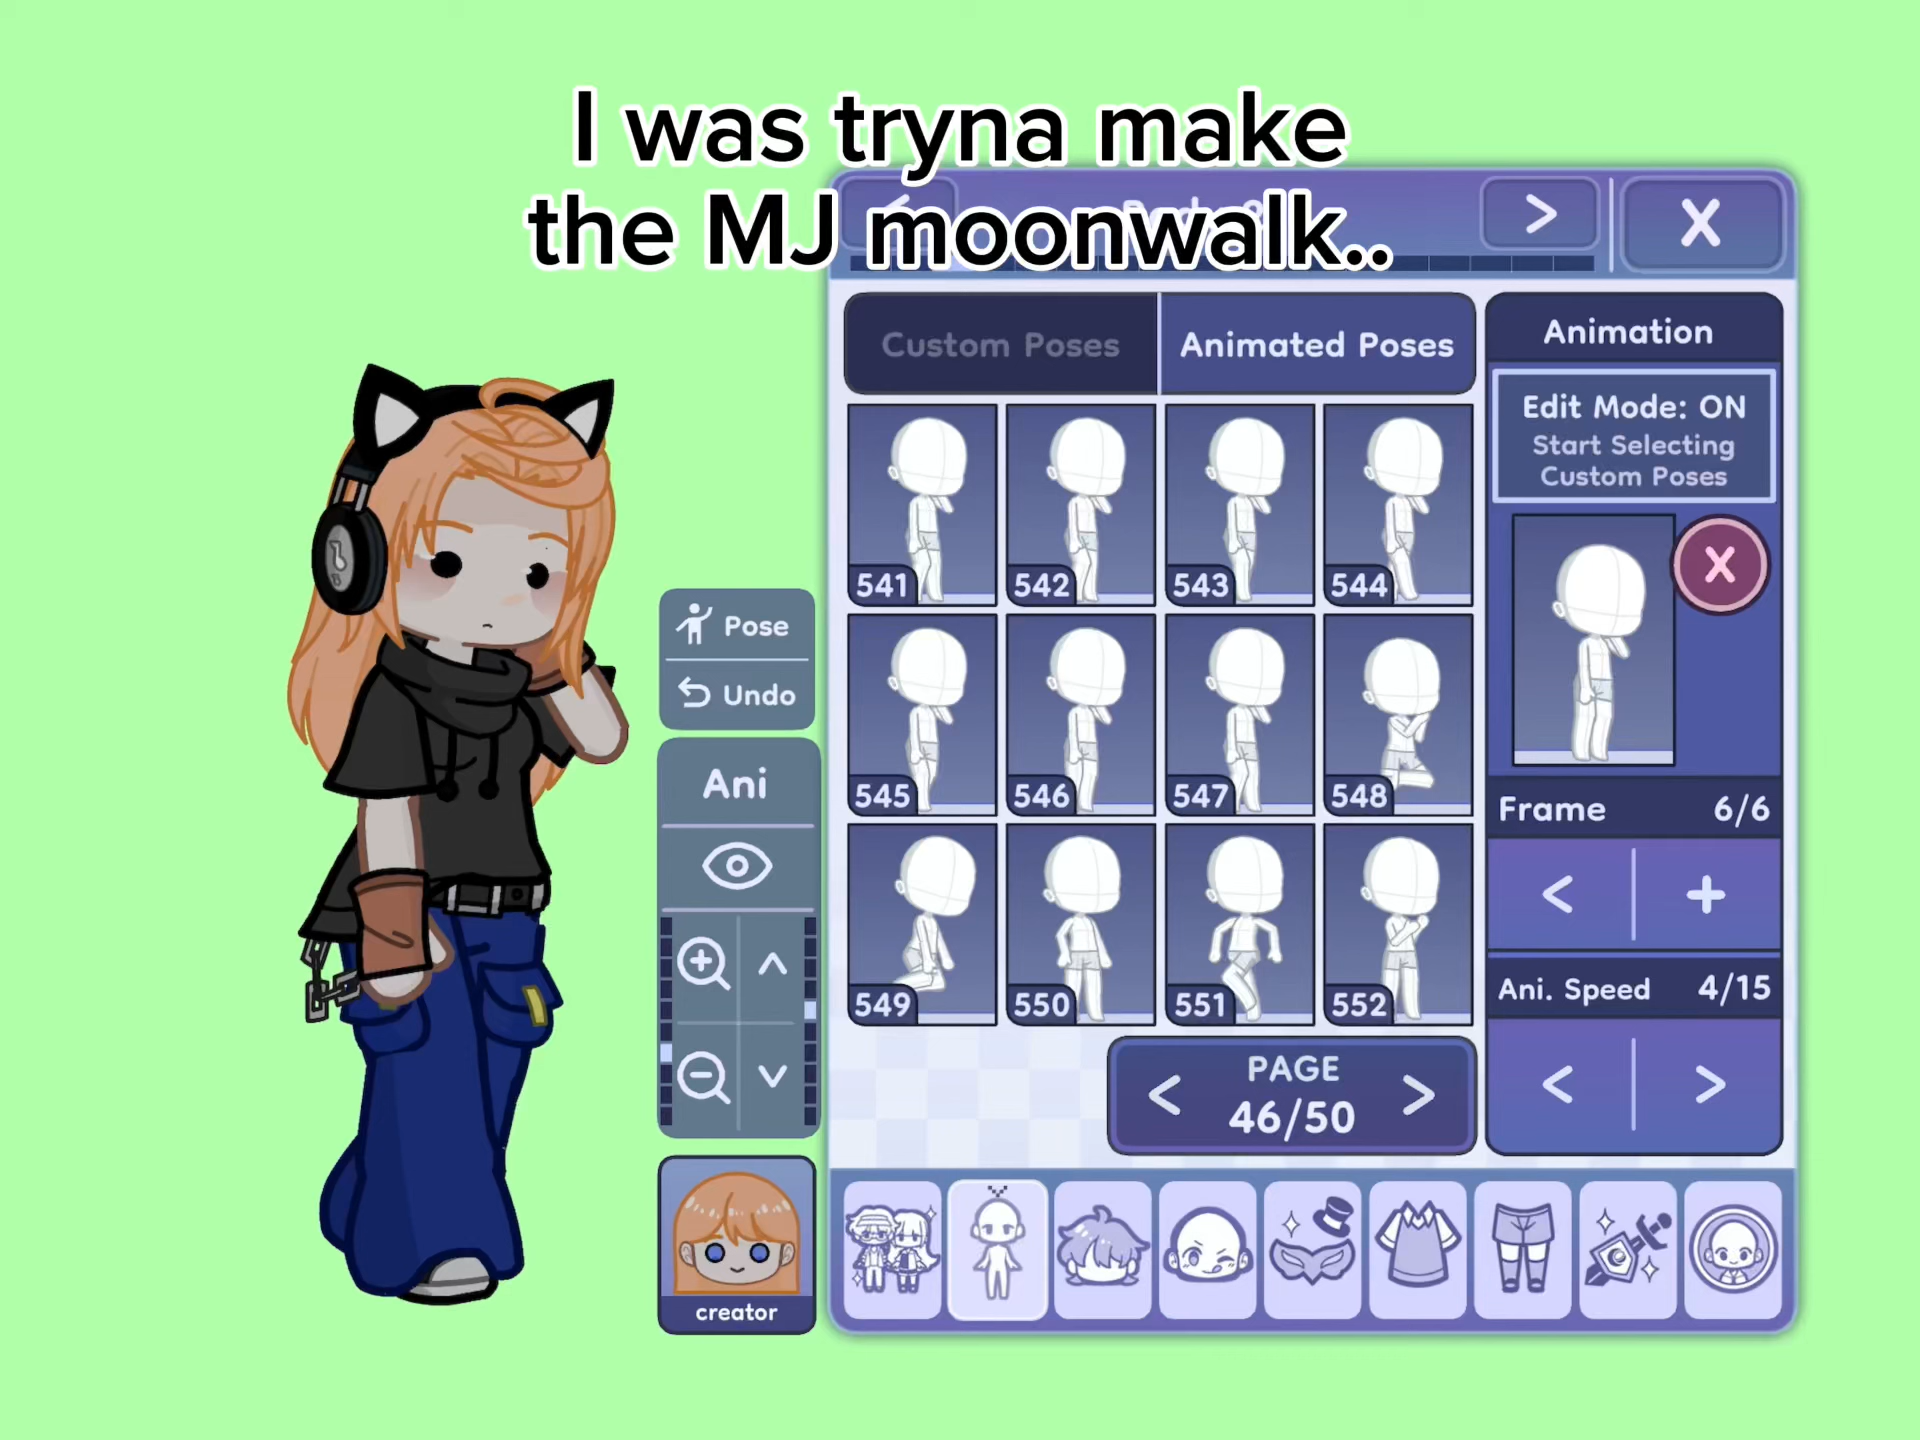 I was tryna make
the MJ moonwalk..
Custom Poses
Animated Poses
Animation
Edit Mode: ON
Start Selecting
Custom Poses
541
542
543
544
545
546
547
548
549
550
551
552
Pose
Undo
Ani
X
X
Frame 6/6
< +
Ani. Speed 4/15
< >
PAGE
< 46/50 >
creator